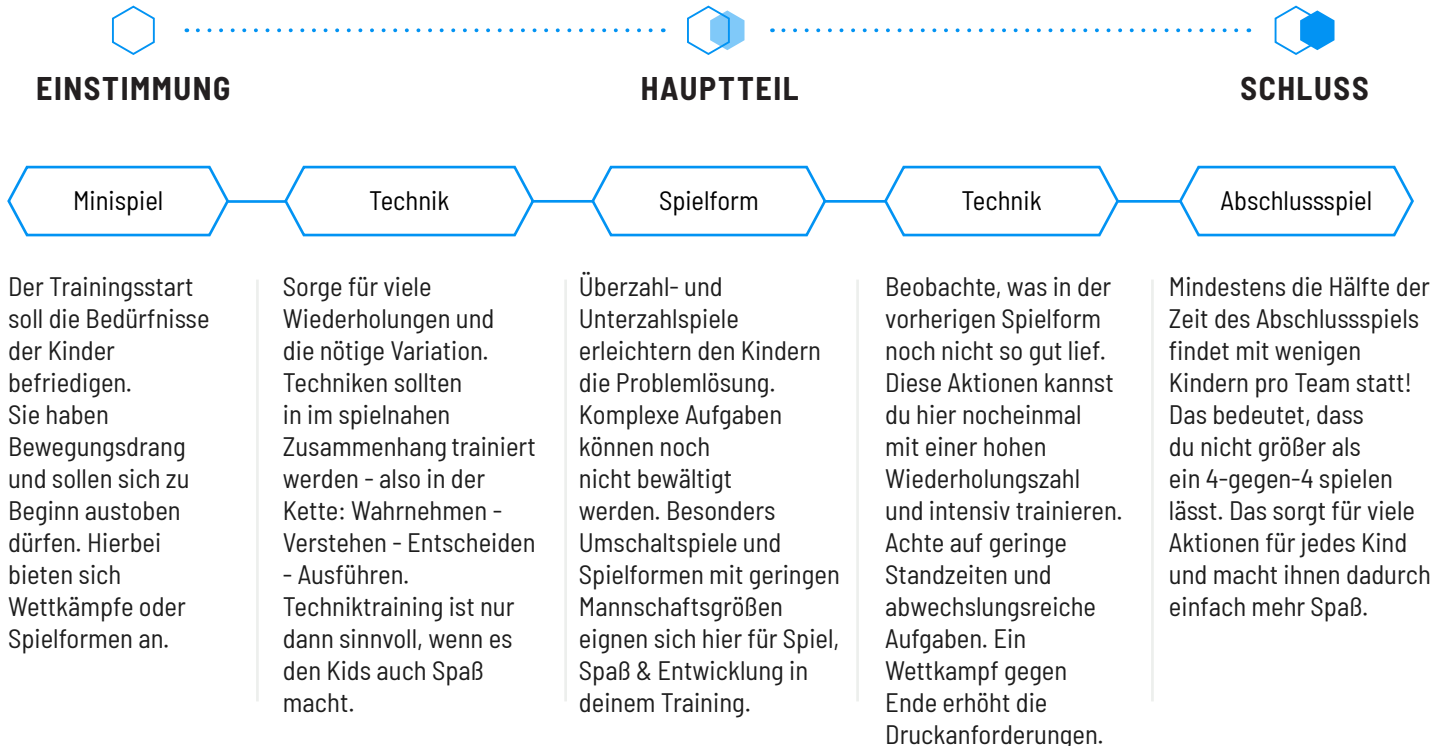 EINSTIMMUNG
HAUPTTEIL
SCHLUSS
Minispiel
Technik
Spielform
Technik
Abschlussspiel
Der Trainingsstart
soll die Bedürfnisse
der Kinder
befriedigen.
Sie haben
Bewegungsdrang
und sollen sich zu
Beginn austoben
dürfen. Hierbei
bieten sich
Wettkämpfe oder
Spielformen an.
Sorge für viele
Wiederholungen und
die nötige Variation.
Techniken sollten
in im spielnahen
Zusammenhang trainiert
werden - also in der
Kette: Wahrnehmen -
Verstehen - Entscheiden
- Ausführen.
Techniktraining ist nur
dann sinnvoll, wenn es
den Kids auch Spaß
macht.
Überzahl- und
Unterzahlspiele
erleichtern den Kindern
die Problemlösung.
Komplexe Aufgaben
können noch
nicht bewältigt
werden. Besonders
Umschaltspiele und
Spielformen mit geringen
Mannschaftsgrößen
eignen sich hier für Spiel,
Spaß & Entwicklung in
deinem Training.
Beobachte, was in der
vorherigen Spielform
noch nicht so gut lief.
Diese Aktionen kannst
du hier nocheinmal
mit einer hohen
Wiederholungszahl
und intensiv trainieren.
Achte auf geringe
Standzeiten und
abwechslungsreiche
Aufgaben. Ein
Wettkampf gegen
Ende erhöht die
Druckanforderungen.
Mindestens die Hälfte der
Zeit des Abschlussspiels
findet mit wenigen
Kindern pro Team statt!
Das bedeutet, dass
du nicht größer als
ein 4-gegen-4 spielen
lässt. Das sorgt für viele
Aktionen für jedes Kind
und macht ihnen dadurch
einfach mehr Spaß.